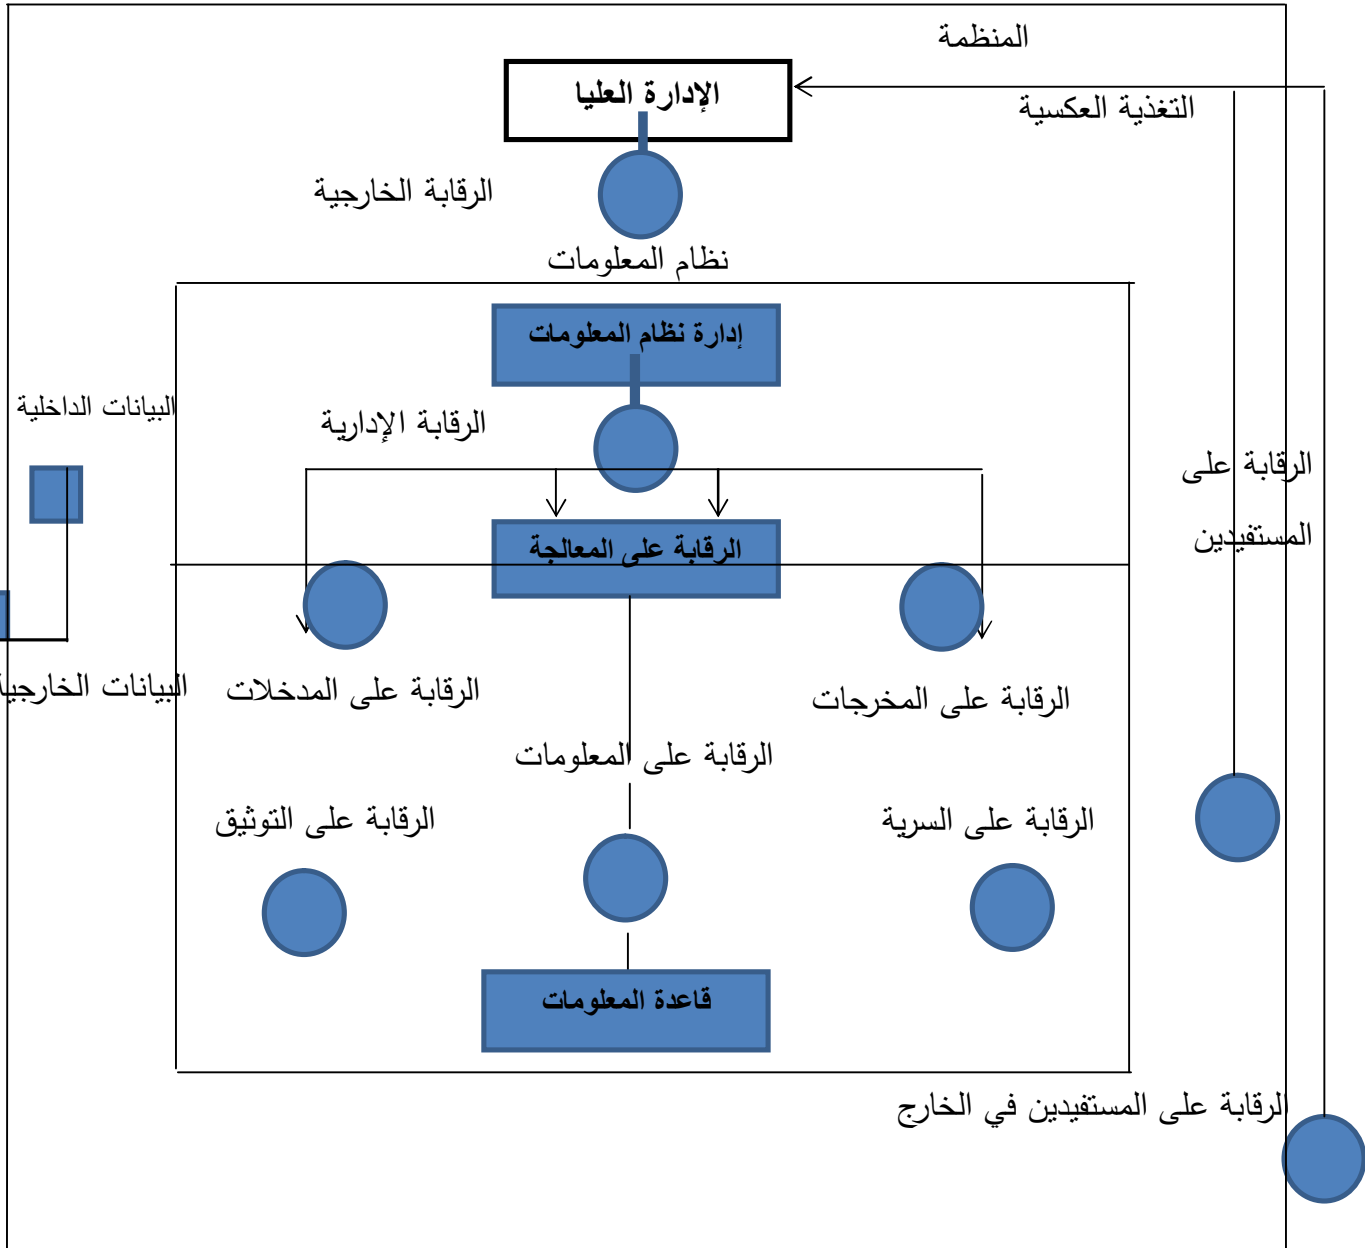 المنظمة
الإدارة العليا
التغذية العكسية
الرقابة الخارجية
نظام المعلومات
إدارة نظام المعلومات
البيانات الداخلية
الرقابة الإدارية
الرقابة على
المستفيدين
الرقابة على المعالجة
البيانات الخارجية
الرقابة على المدخلات
الرقابة على المخرجات
الرقابة على المعلومات
الرقابة على التوثيق
الرقابة على السرية
قاعدة المعلومات
الرقابة على المستفيدين في الخارج